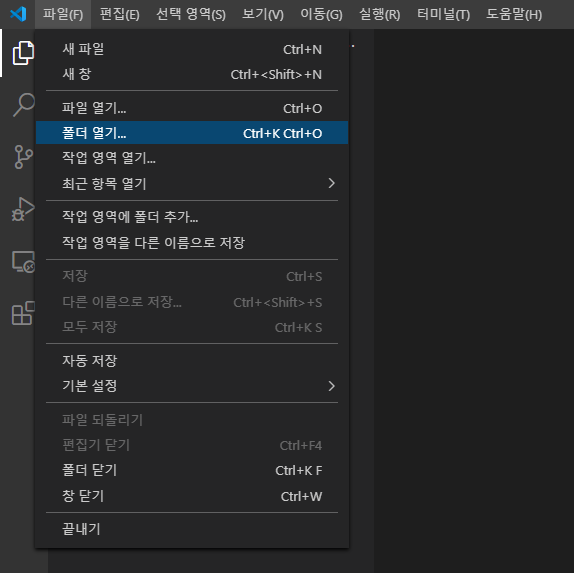 파일(F) 편집(E) 선택 영역(S) 보기(V) 이동(G) 실행(R) 터미널(T) 도움말(H)
새 파일 Ctrl+N
새 창 Ctrl+<Shift>+N
파일 열기... Ctrl+O
폴더 열기... Ctrl+K Ctrl+O
작업 영역 열기...
최근 항목 열기
작업 영역에 폴더 추가...
작업 영역을 다른 이름으로 저장
저장 Ctrl+S
다른 이름으로 저장... Ctrl+<Shift>+S
모두 저장 Ctrl+K S
자동 저장
기본 설정
파일 되돌리기
편집기 닫기 Ctrl+F4
폴더 닫기 Ctrl+K F
창 닫기 Ctrl+W
끝내기